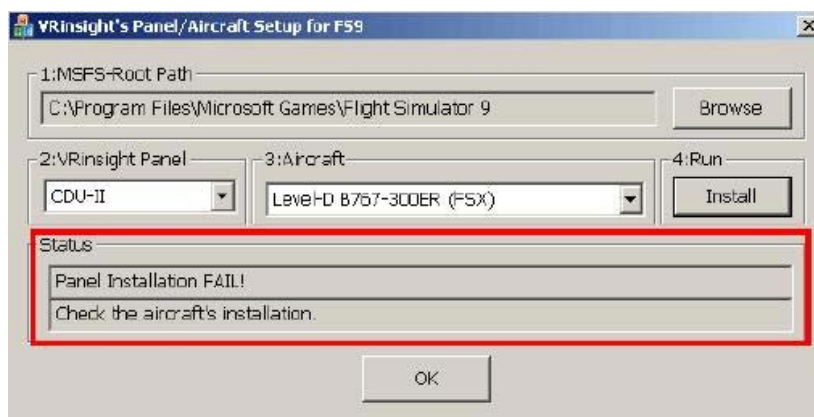 VRinsight's Panel/Aircraft Setup for FS9
1:MSFS-Root Path
C:\Program Files\Microsoft Games\Flight Simulator 9
Browse
2:VRinsight Panel
3:Aircraft
4:Run
CDU-II
Level-D B767-300ER (FSX)
Install
Status
Panel Installation FAIL!
Check the aircraft's installation.
OK